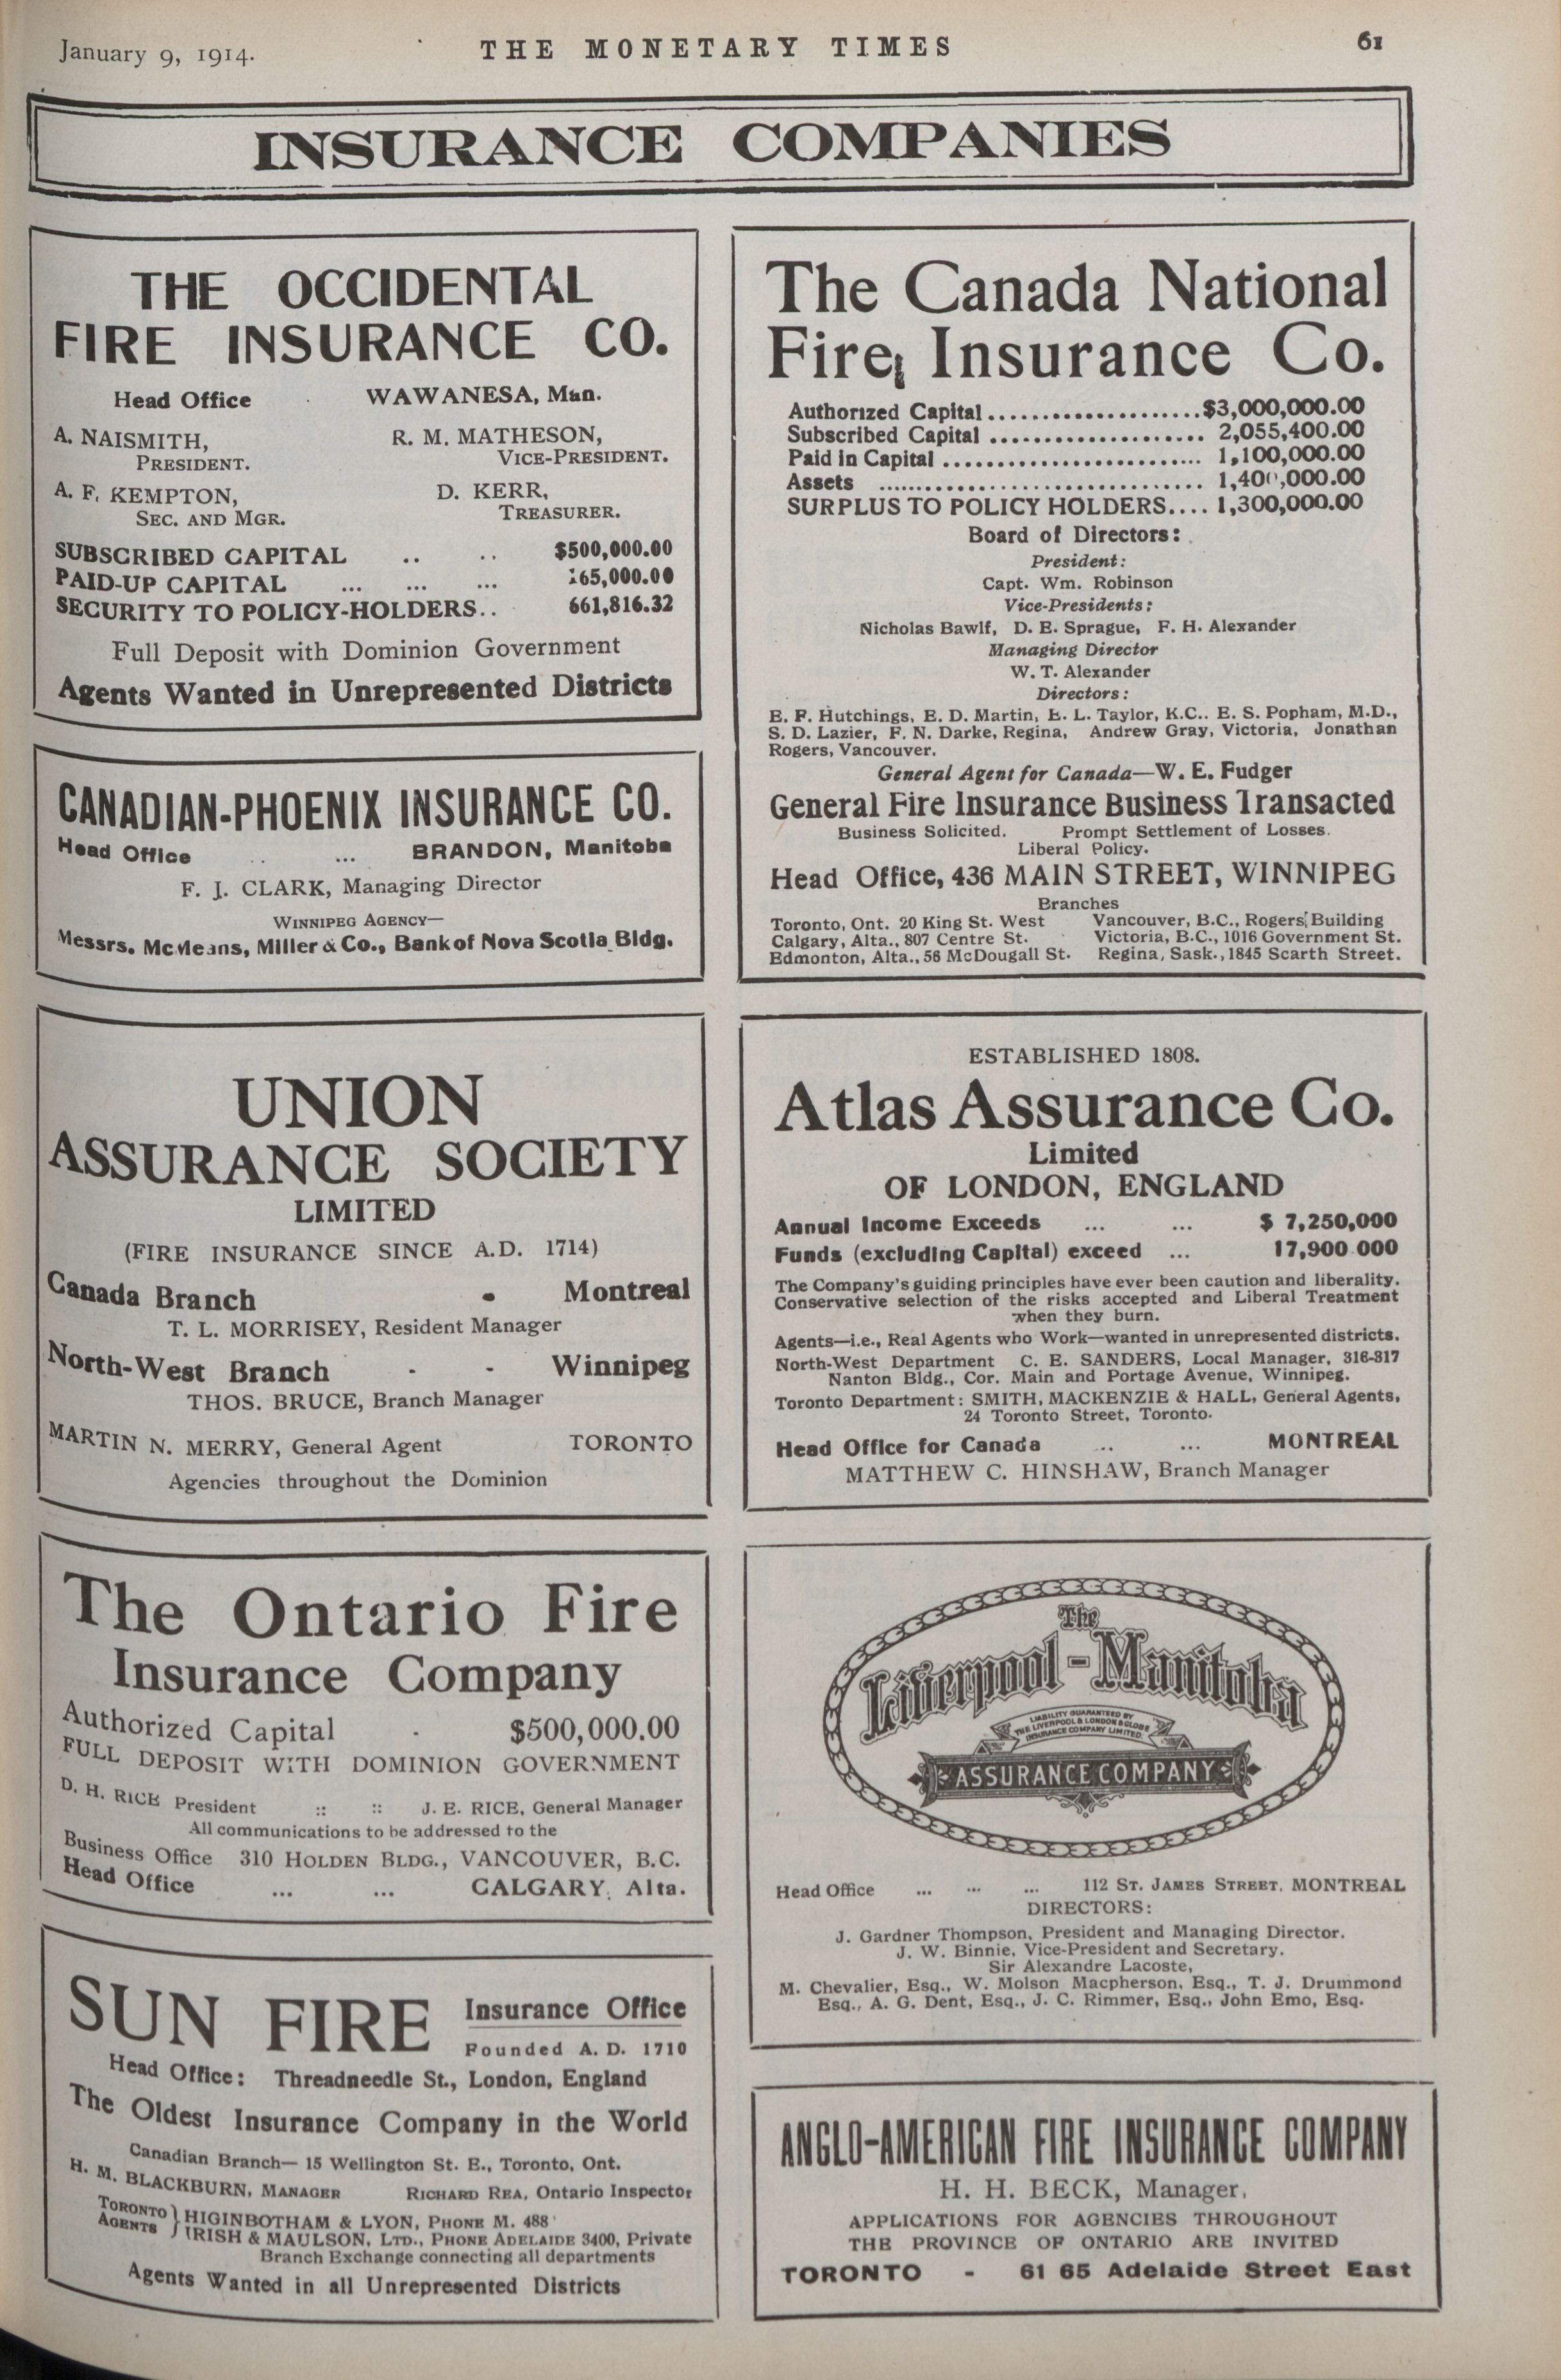 January 9, 1914.
THE MONETARY TIMES
61
INSURANCE COMPANIES
THE OCCIDENTAL
FIRE INSURANCE CO.
Head Office WAWANESA, Man.
A. NAISMITH, R. M. MATHESON,
PRESIDENT. VICE-PRESIDENT.
A. F. KEMPTON, D. KERR,
SEC. AND MGR. TREASURER.
SUBSCRIBED CAPITAL .. .. $500,000.00
PAID-UP CAPITAL ... ... ... 165,000.00
SECURITY TO POLICY-HOLDERS.. 661,816.32
Full Deposit with Dominion Government
Agents Wanted in Unrepresented Districts
CANADIAN-PHOENIX INSURANCE CO.
Head Office .. ... BRANDON, Manitoba
F. J. CLARK, Managing Director
WINNIPEG AGENCY—
Messrs. McMeans, Miller & Co., Bank of Nova Scotia Bldg.
UNION
ASSURANCE SOCIETY
LIMITED
(FIRE INSURANCE SINCE A.D. 1714)
Canada Branch - Montreal
T. L. MORRISEY, Resident Manager
North-West Branch - - Winnipeg
THOS. BRUCE, Branch Manager
MARTIN N. MERRY, General Agent TORONTO
Agencies throughout the Dominion
The Ontario Fire
Insurance Company
Authorized Capital - $500,000.00
FULL DEPOSIT WITH DOMINION GOVERNMENT
D. H. RICE President :: :: J. E. RICE, General Manager
All communications to be addressed to the
Business Office 310 HOLDEN BLDG., VANCOUVER, B.C.
Head Office ... ... CALGARY, Alta.
SUN FIRE Insurance Office
Founded A. D. 1710
Head Office: Threadneedle St., London, England
The Oldest Insurance Company in the World
Canadian Branch— 15 Wellington St. E., Toronto, Ont.
H. M. BLACKBURN, MANAGER RICHARD REA, Ontario Inspector
TORONTO } HIGINBOTHAM & LYON, PHONE M. 488
AGENTS } IRISH & MAULSON, LTD., PHONE ADELAIDE 3400, Private
Branch Exchange connecting all departments
Agents Wanted in all Unrepresented Districts
The Canada National
Fire Insurance Co.
Authorized Capital .................... $3,000,000.00
Subscribed Capital .................... 2,055,400.00
Paid in Capital ........................ 1,100,000.00
Assets ................................ 1,400,000.00
SURPLUS TO POLICY HOLDERS.... 1,300,000.00
Board of Directors:
President:
Capt. Wm. Robinson
Vice-Presidents:
Nicholas Bawlf, D. E. Sprague, F. H. Alexander
Managing Director
W. T. Alexander
Directors:
E. F. Hutchings, E. D. Martin, E. L. Taylor, K.C.. E. S. Popham, M.D.,
S. D. Lazier, F. N. Darke, Regina, Andrew Gray, Victoria, Jonathan
Rogers, Vancouver.
General Agent for Canada—W. E. Fudger
General Fire Insurance Business Transacted
Business Solicited. Prompt Settlement of Losses.
Liberal Policy.
Head Office, 436 MAIN STREET, WINNIPEG
Branches
Toronto, Ont. 20 King St. West Vancouver, B.C., Rogers Building
Calgary, Alta., 807 Centre St. Victoria, B.C., 1016 Government St.
Edmonton, Alta., 56 McDougall St. Regina, Sask., 1845 Scarth Street.
ESTABLISHED 1808.
Atlas Assurance Co.
Limited
OF LONDON, ENGLAND
Annual Income Exceeds ... ... $ 7,250,000
Funds (excluding Capital) exceed ... 17,900 000
The Company's guiding principles have ever been caution and liberality.
Conservative selection of the risks accepted and Liberal Treatment
when they burn.
Agents—i.e., Real Agents who Work—wanted in unrepresented districts.
North-West Department C. E. SANDERS, Local Manager, 316-317
Nanton Bldg., Cor. Main and Portage Avenue, Winnipeg.
Toronto Department: SMITH, MACKENZIE & HALL, General Agents,
24 Toronto Street, Toronto.
Head Office for Canada .. ... MONTREAL
MATTHEW C. HINSHAW, Branch Manager
The
Liverpool-Manitoba
LIABILITY GUARANTEED BY
THE LIVERPOOL & LONDON & GLOBE
INSURANCE COMPANY LIMITED.
ASSURANCE COMPANY
Head Office ... ... ... 112 ST. JAMES STREET, MONTREAL
DIRECTORS:
J. Gardner Thompson, President and Managing Director.
J. W. Binnie, Vice-President and Secretary.
Sir Alexandre Lacoste,
M. Chevalier, Esq., W. Molson Macpherson, Esq., T. J. Drummond
Esq., A. G. Dent, Esq., J. C. Rimmer, Esq., John Emo, Esq.
ANGLO-AMERICAN FIRE INSURANCE COMPANY
H. H. BECK, Manager,
APPLICATIONS FOR AGENCIES THROUGHOUT
THE PROVINCE OF ONTARIO ARE INVITED
TORONTO - 61 65 Adelaide Street East